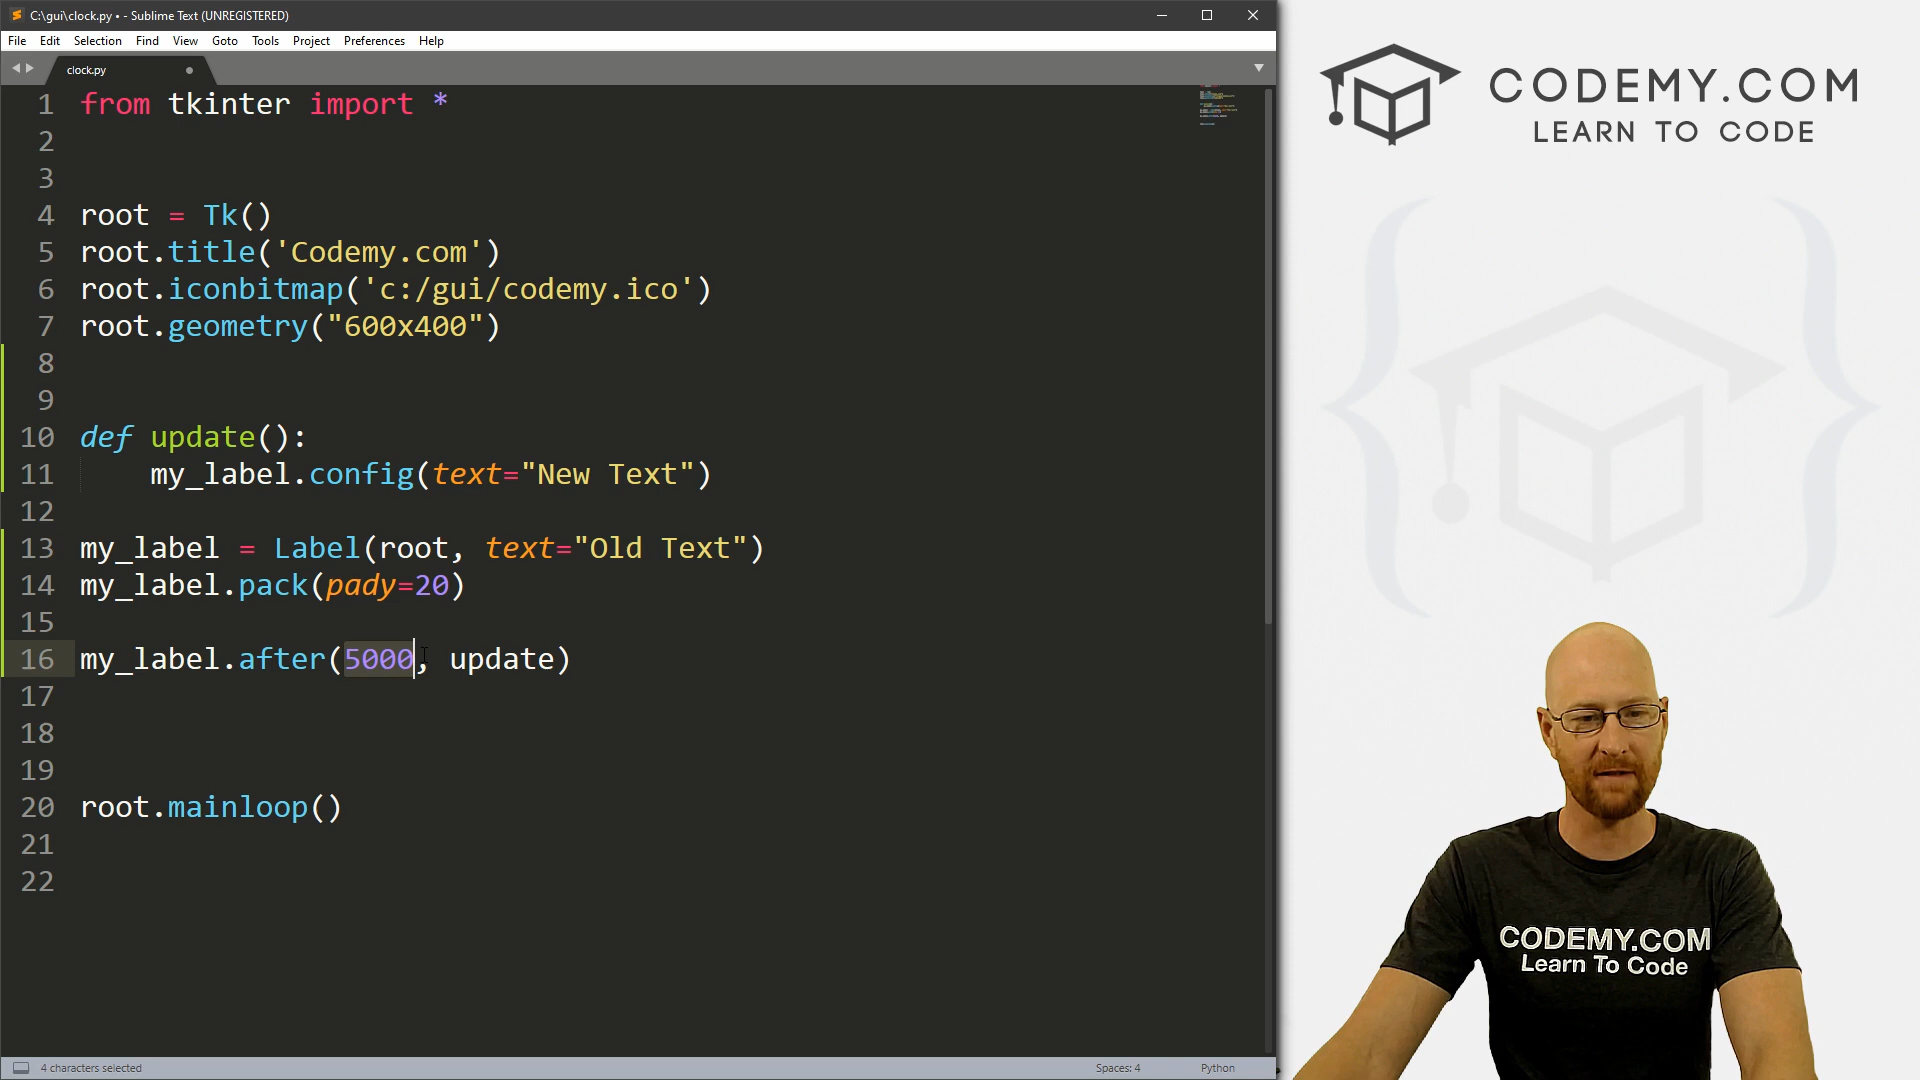 C:\gui\clock.py • - Sublime Text (UNREGISTERED)
File Edit Selection Find View Goto Tools Project Preferences Help
clock.py
1 from tkinter import *
2
3
4 root = Tk()
5 root.title('Codemy.com')
6 root.iconbitmap('c:/gui/codemy.ico')
7 root.geometry("600x400")
8
9
10 def update():
11 my_label.config(text="New Text")
12
13 my_label = Label(root, text="Old Text")
14 my_label.pack(pady=20)
15
16 my_label.after(5000, update)
17
18
19
20 root.mainloop()
21
22
4 characters selected
Spaces: 4
Python
CODEMY.COM
LEARN TO CODE
CODEMY.COM
Learn To Code